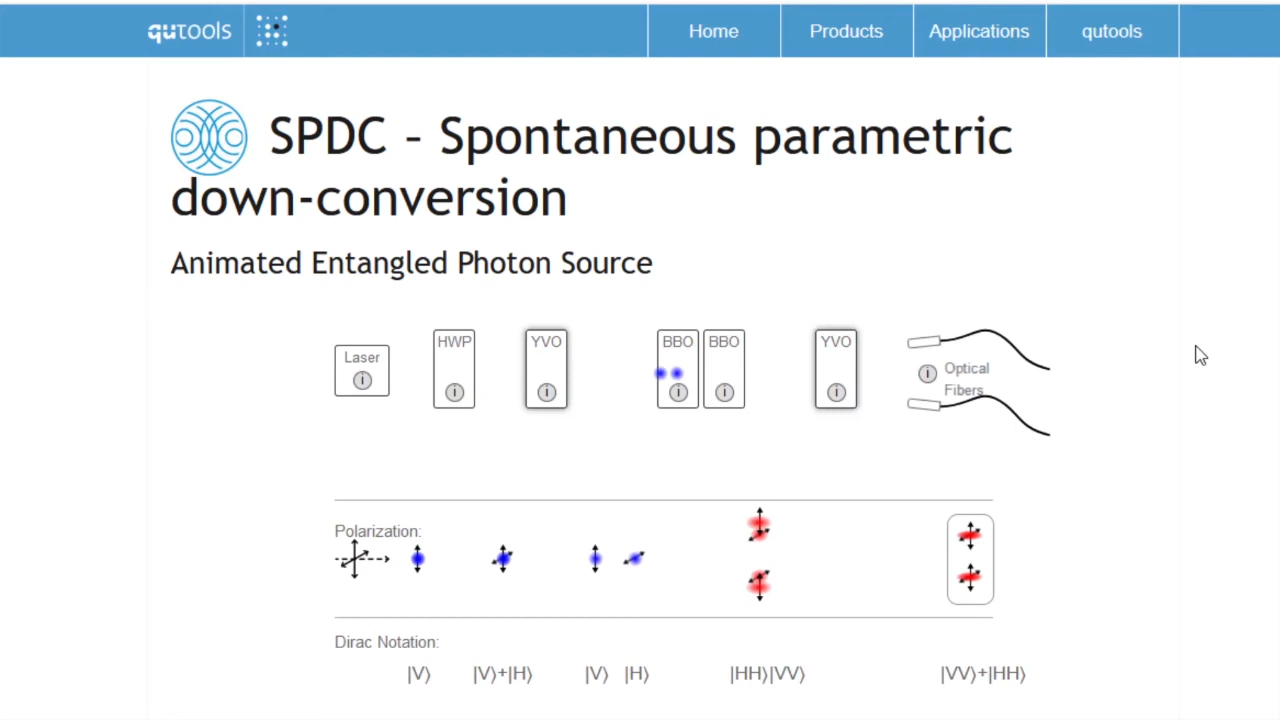 qutools
Home
Products
Applications
qutools
SPDC – Spontaneous parametric
down-conversion
Animated Entangled Photon Source
Laser
i
HWP
i
YVO
i
BBO
i
BBO
i
YVO
i
i
Optical
Fibers
Polarization:
Dirac Notation:
|V⟩
|V⟩+|H⟩
|V⟩
|H⟩
|HH⟩|VV⟩
|VV⟩+|HH⟩